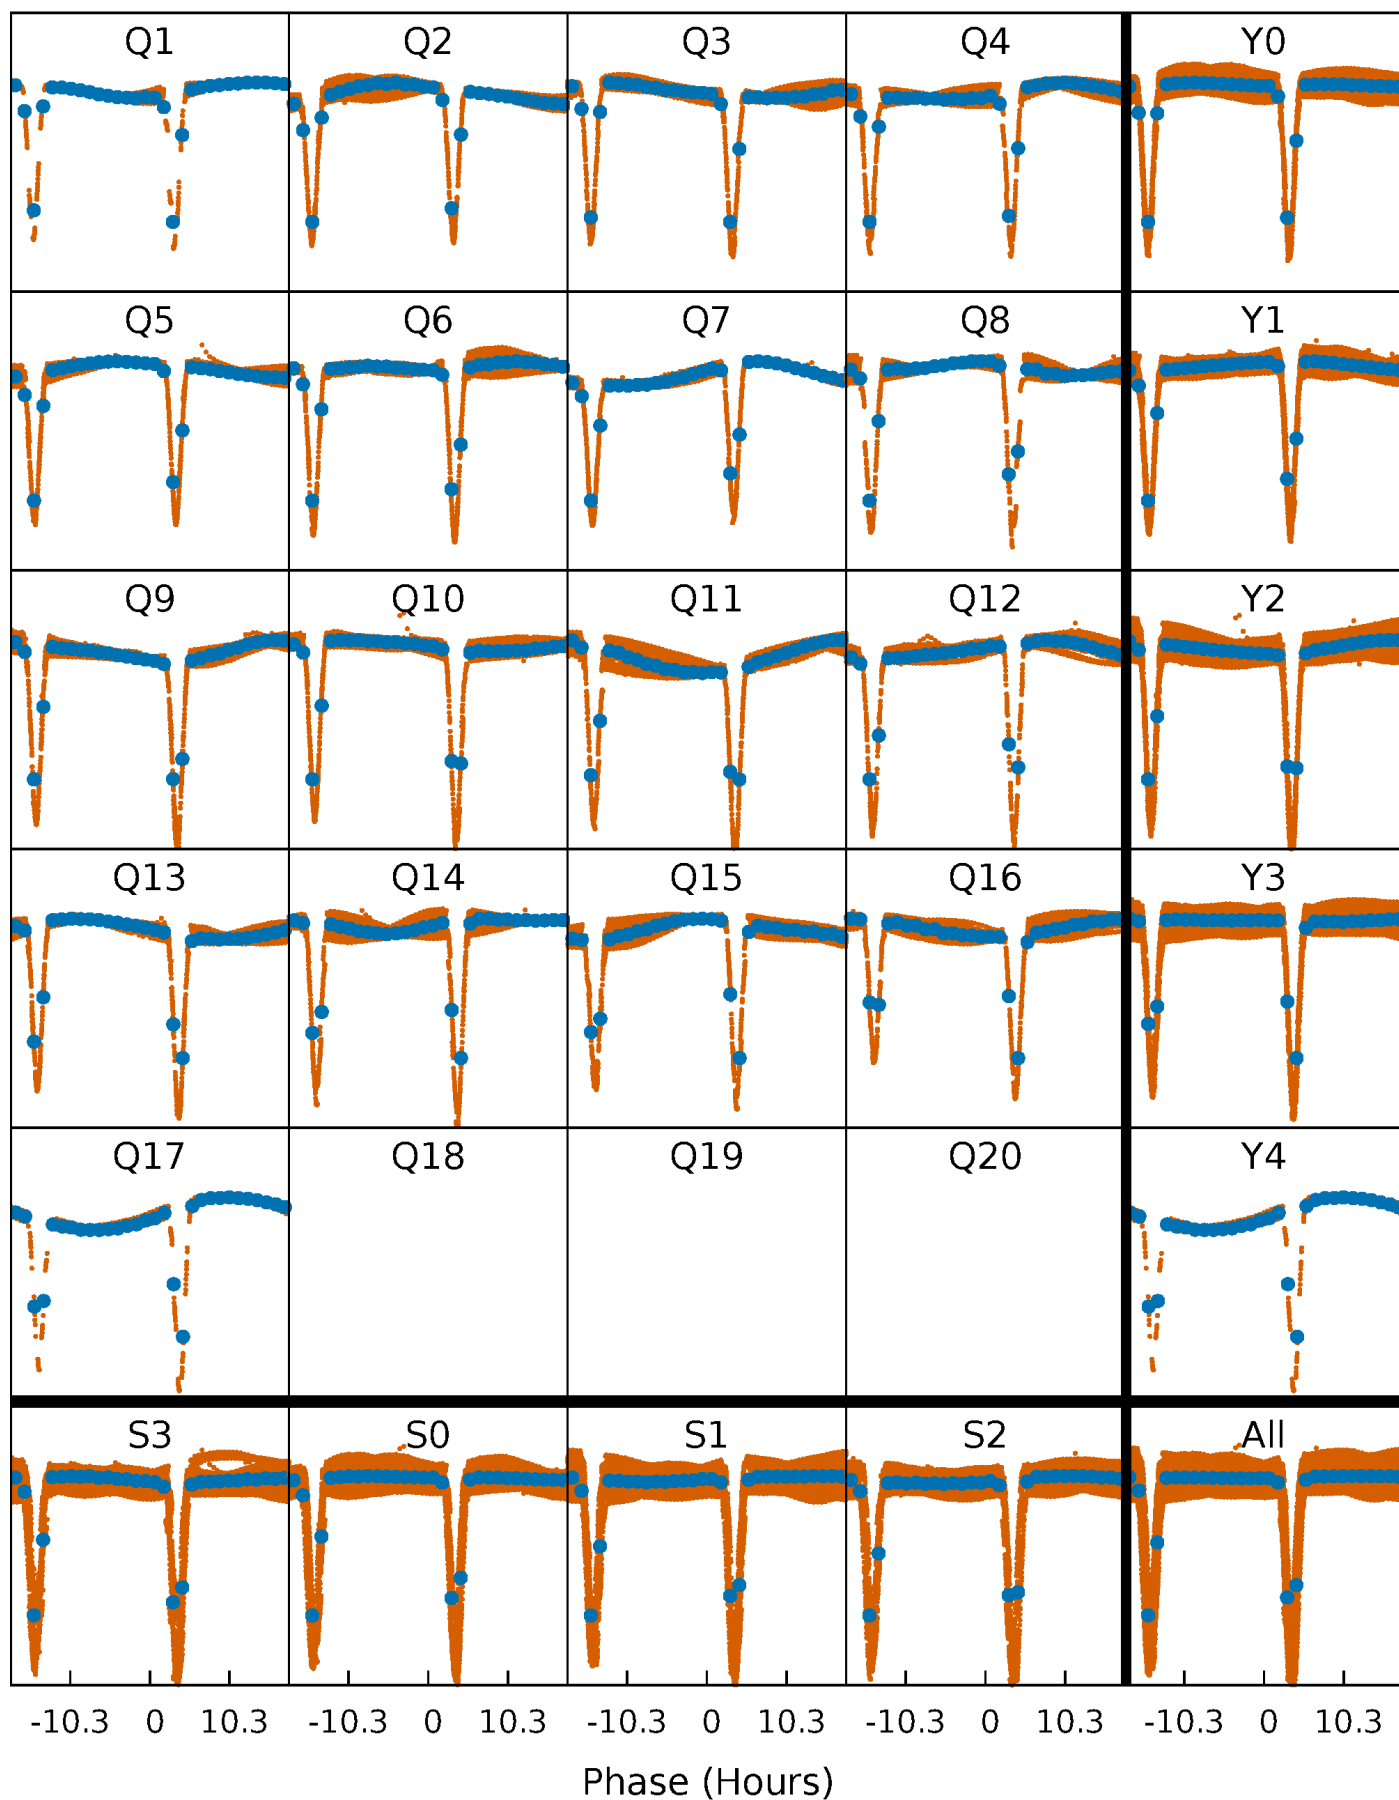 Q1 Q2 Q3 Q4 Y0
Q5 Q6 Q7 Q8 Y1
Q9 Q10 Q11 Q12 Y2
Q13 Q14 Q15 Q16 Y3
Q17 Q18 Q19 Q20 Y4
S3 S0 S1 S2 All
-10.3 0 10.3 -10.3 0 10.3 -10.3 0 10.3 -10.3 0 10.3 -10.3 0 10.3
Phase (Hours)